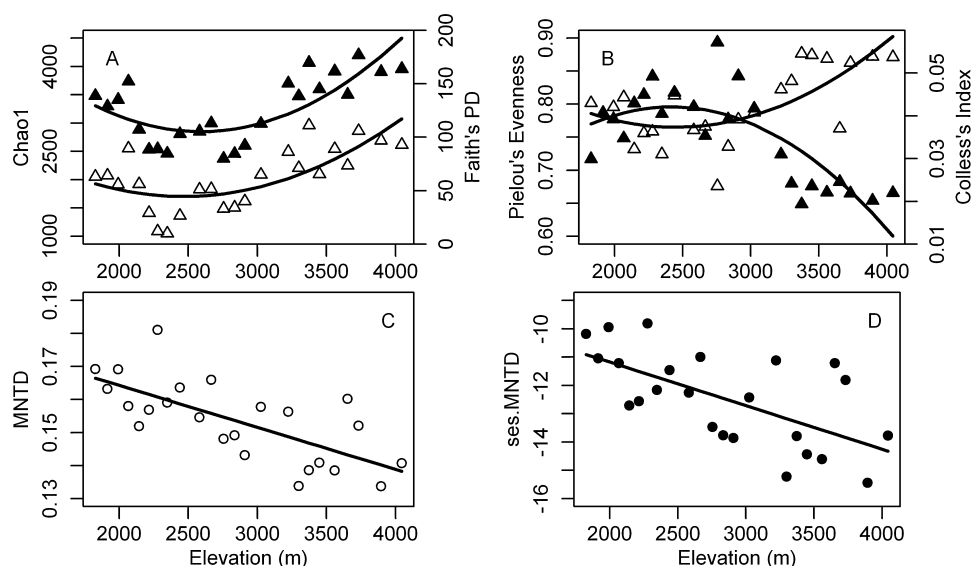 A
Chao1
1000 2500 4000
0 50 100 150 200
Faith's PD
2000 2500 3000 3500 4000
B
Pielou's Evenness
0.60 0.70 0.80 0.90
0.01 0.03 0.05
Colless's Index
2000 2500 3000 3500 4000
C
MNTD
0.13 0.15 0.17 0.19
2000 2500 3000 3500 4000
Elevation (m)
D
ses.MNTD
-16 -14 -12 -10
2000 2500 3000 3500 4000
Elevation (m)